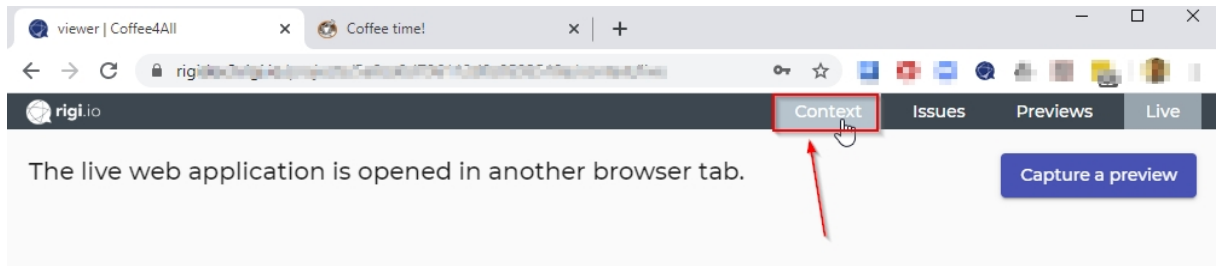 viewer | Coffee4All
Coffee time!
rigi
rigi.io Context Issues Previews Live
The live web application is opened in another browser tab. Capture a preview